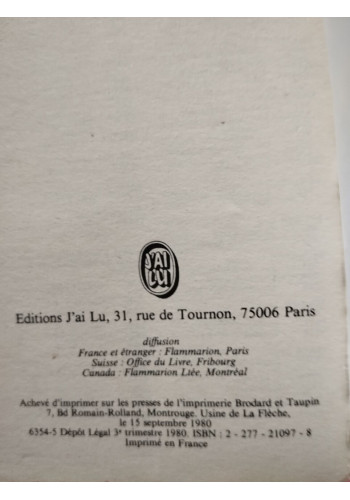 J'AI
LU
Editions J'ai Lu, 31, rue de Tournon, 75006 Paris
diffusion
France et étranger : Flammarion, Paris
Suisse : Office du Livre, Fribourg
Canada : Flammarion Ltée, Montréal
Achevé d'imprimer sur les presses de l'imprimerie Brodard et Taupin
7, Bd Romain-Rolland, Montrouge. Usine de La Flèche,
le 15 septembre 1980
6354-5 Dépôt Légal 3e trimestre 1980. ISBN : 2 - 277 - 21097 - 8
Imprimé en France